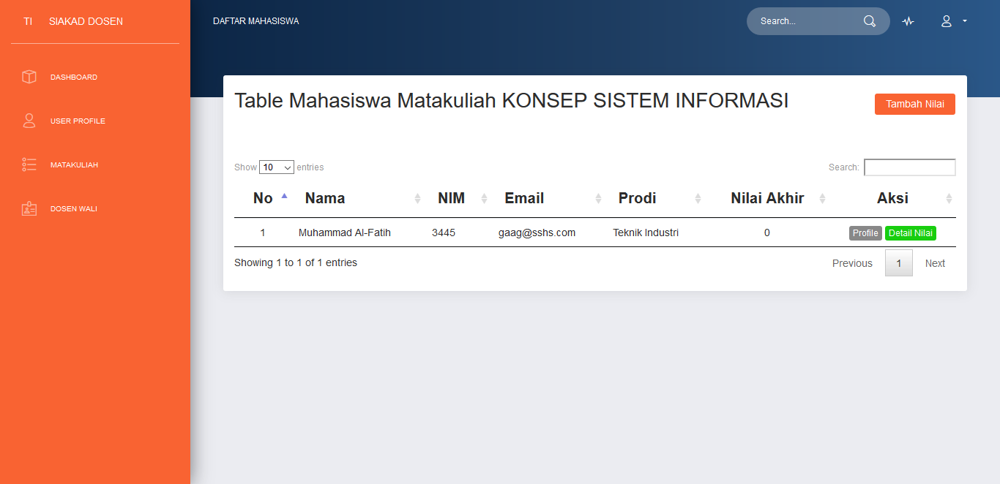 TI SIAKAD DOSEN
DASHBOARD
USER PROFILE
MATAKULIAH
DOSEN WALI
DAFTAR MAHASISWA
Search...
Table Mahasiswa Matakuliah KONSEP SISTEM INFORMASI
Tambah Nilai
Show 10 entries
Search:
No Nama NIM Email Prodi Nilai Akhir Aksi
1 Muhammad Al-Fatih 3445 gaag@sshs.com Teknik Industri 0 Profile Detail Nilai
Showing 1 to 1 of 1 entries
Previous 1 Next